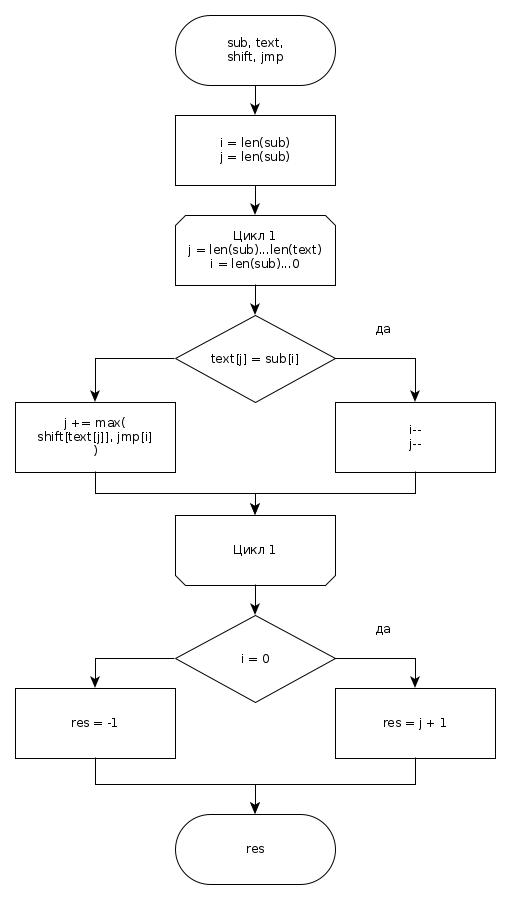 sub, text,
shift, jmp
i = len(sub)
j = len(sub)
Цикл 1
j = len(sub)...len(text)
i = len(sub)...0
да
text[j] = sub[i]
j += max(
shift[text[j]], jmp[i]
)
i--
j--
Цикл 1
да
i = 0
res = -1
res = j + 1
res